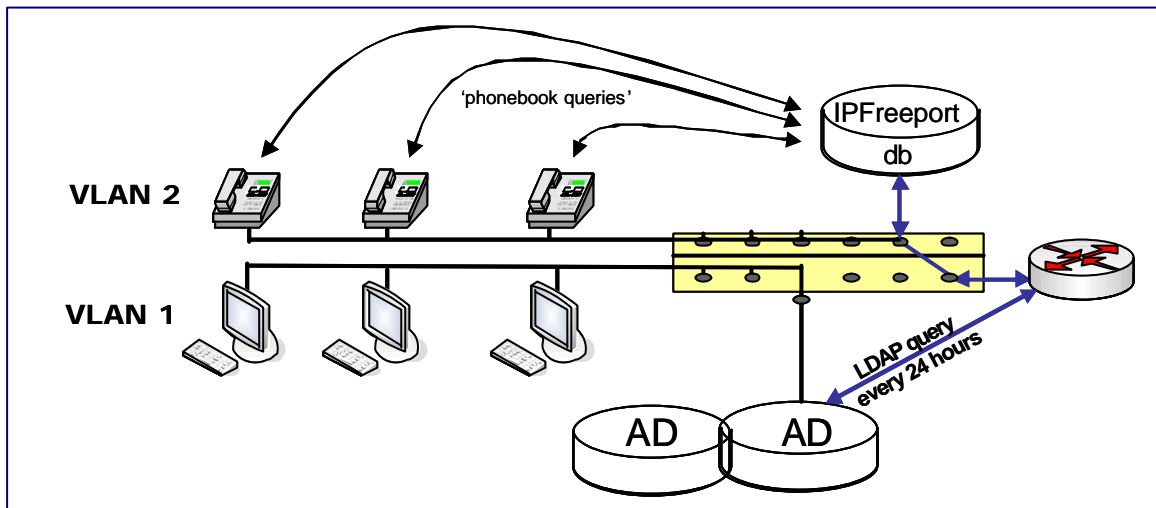 'phonebook queries'
IPFreeport
db
VLAN 2
VLAN 1
LDAP query
every 24 hours
AD
AD